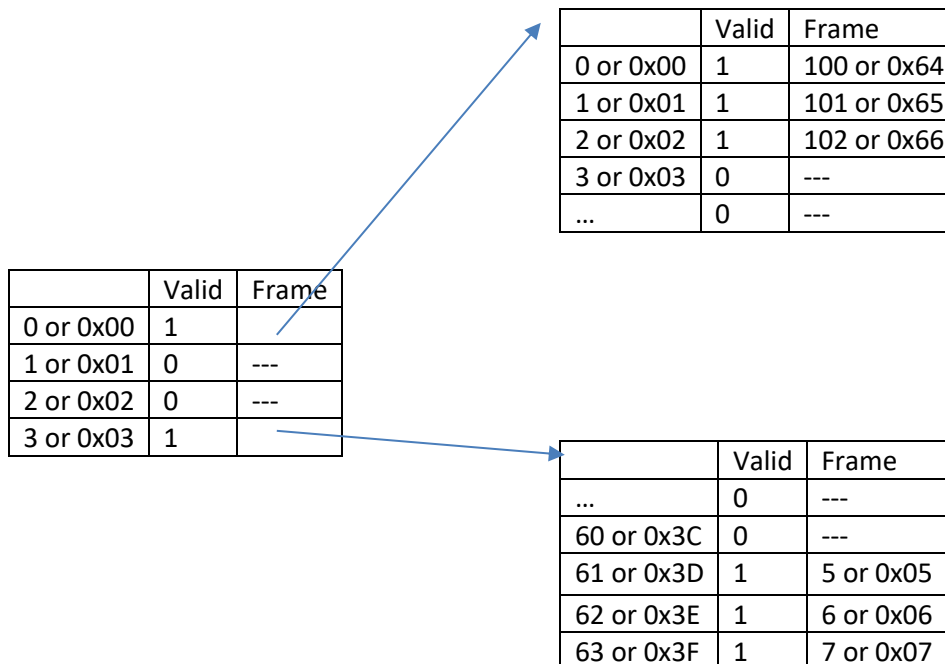 Valid Frame
0 or 0x00 1 100 or 0x64
1 or 0x01 1 101 or 0x65
2 or 0x02 1 102 or 0x66
3 or 0x03 0 ---
... 0 ---
Valid Frame
0 or 0x00 1
1 or 0x01 0 ---
2 or 0x02 0 ---
3 or 0x03 1
Valid Frame
... 0 ---
60 or 0x3C 0 ---
61 or 0x3D 1 5 or 0x05
62 or 0x3E 1 6 or 0x06
63 or 0x3F 1 7 or 0x07